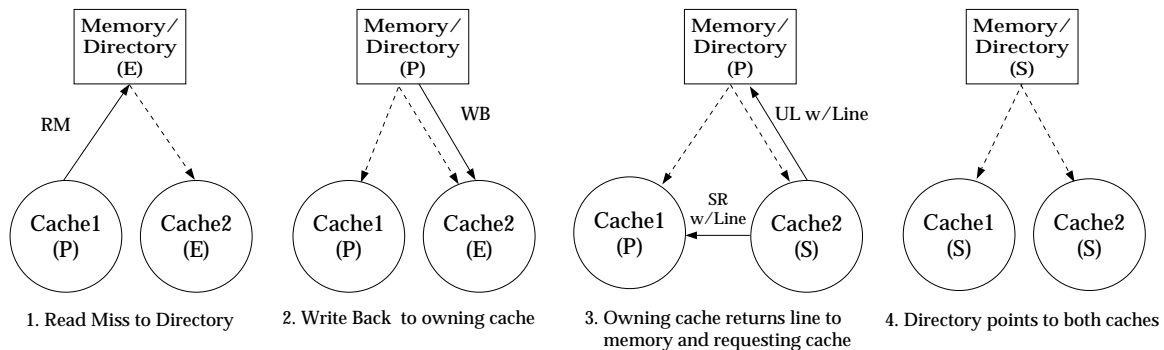 Memory/
Directory
(E)
RM
Cache1
(P)
Cache2
(E)
1. Read Miss to Directory
Memory/
Directory
(P)
WB
Cache1
(P)
Cache2
(E)
2. Write Back to owning cache
Memory/
Directory
(P)
UL w/Line
SR
w/Line
Cache1
(P)
Cache2
(S)
3. Owning cache returns line to
memory and requesting cache
Memory/
Directory
(S)
Cache1
(S)
Cache2
(S)
4. Directory points to both caches